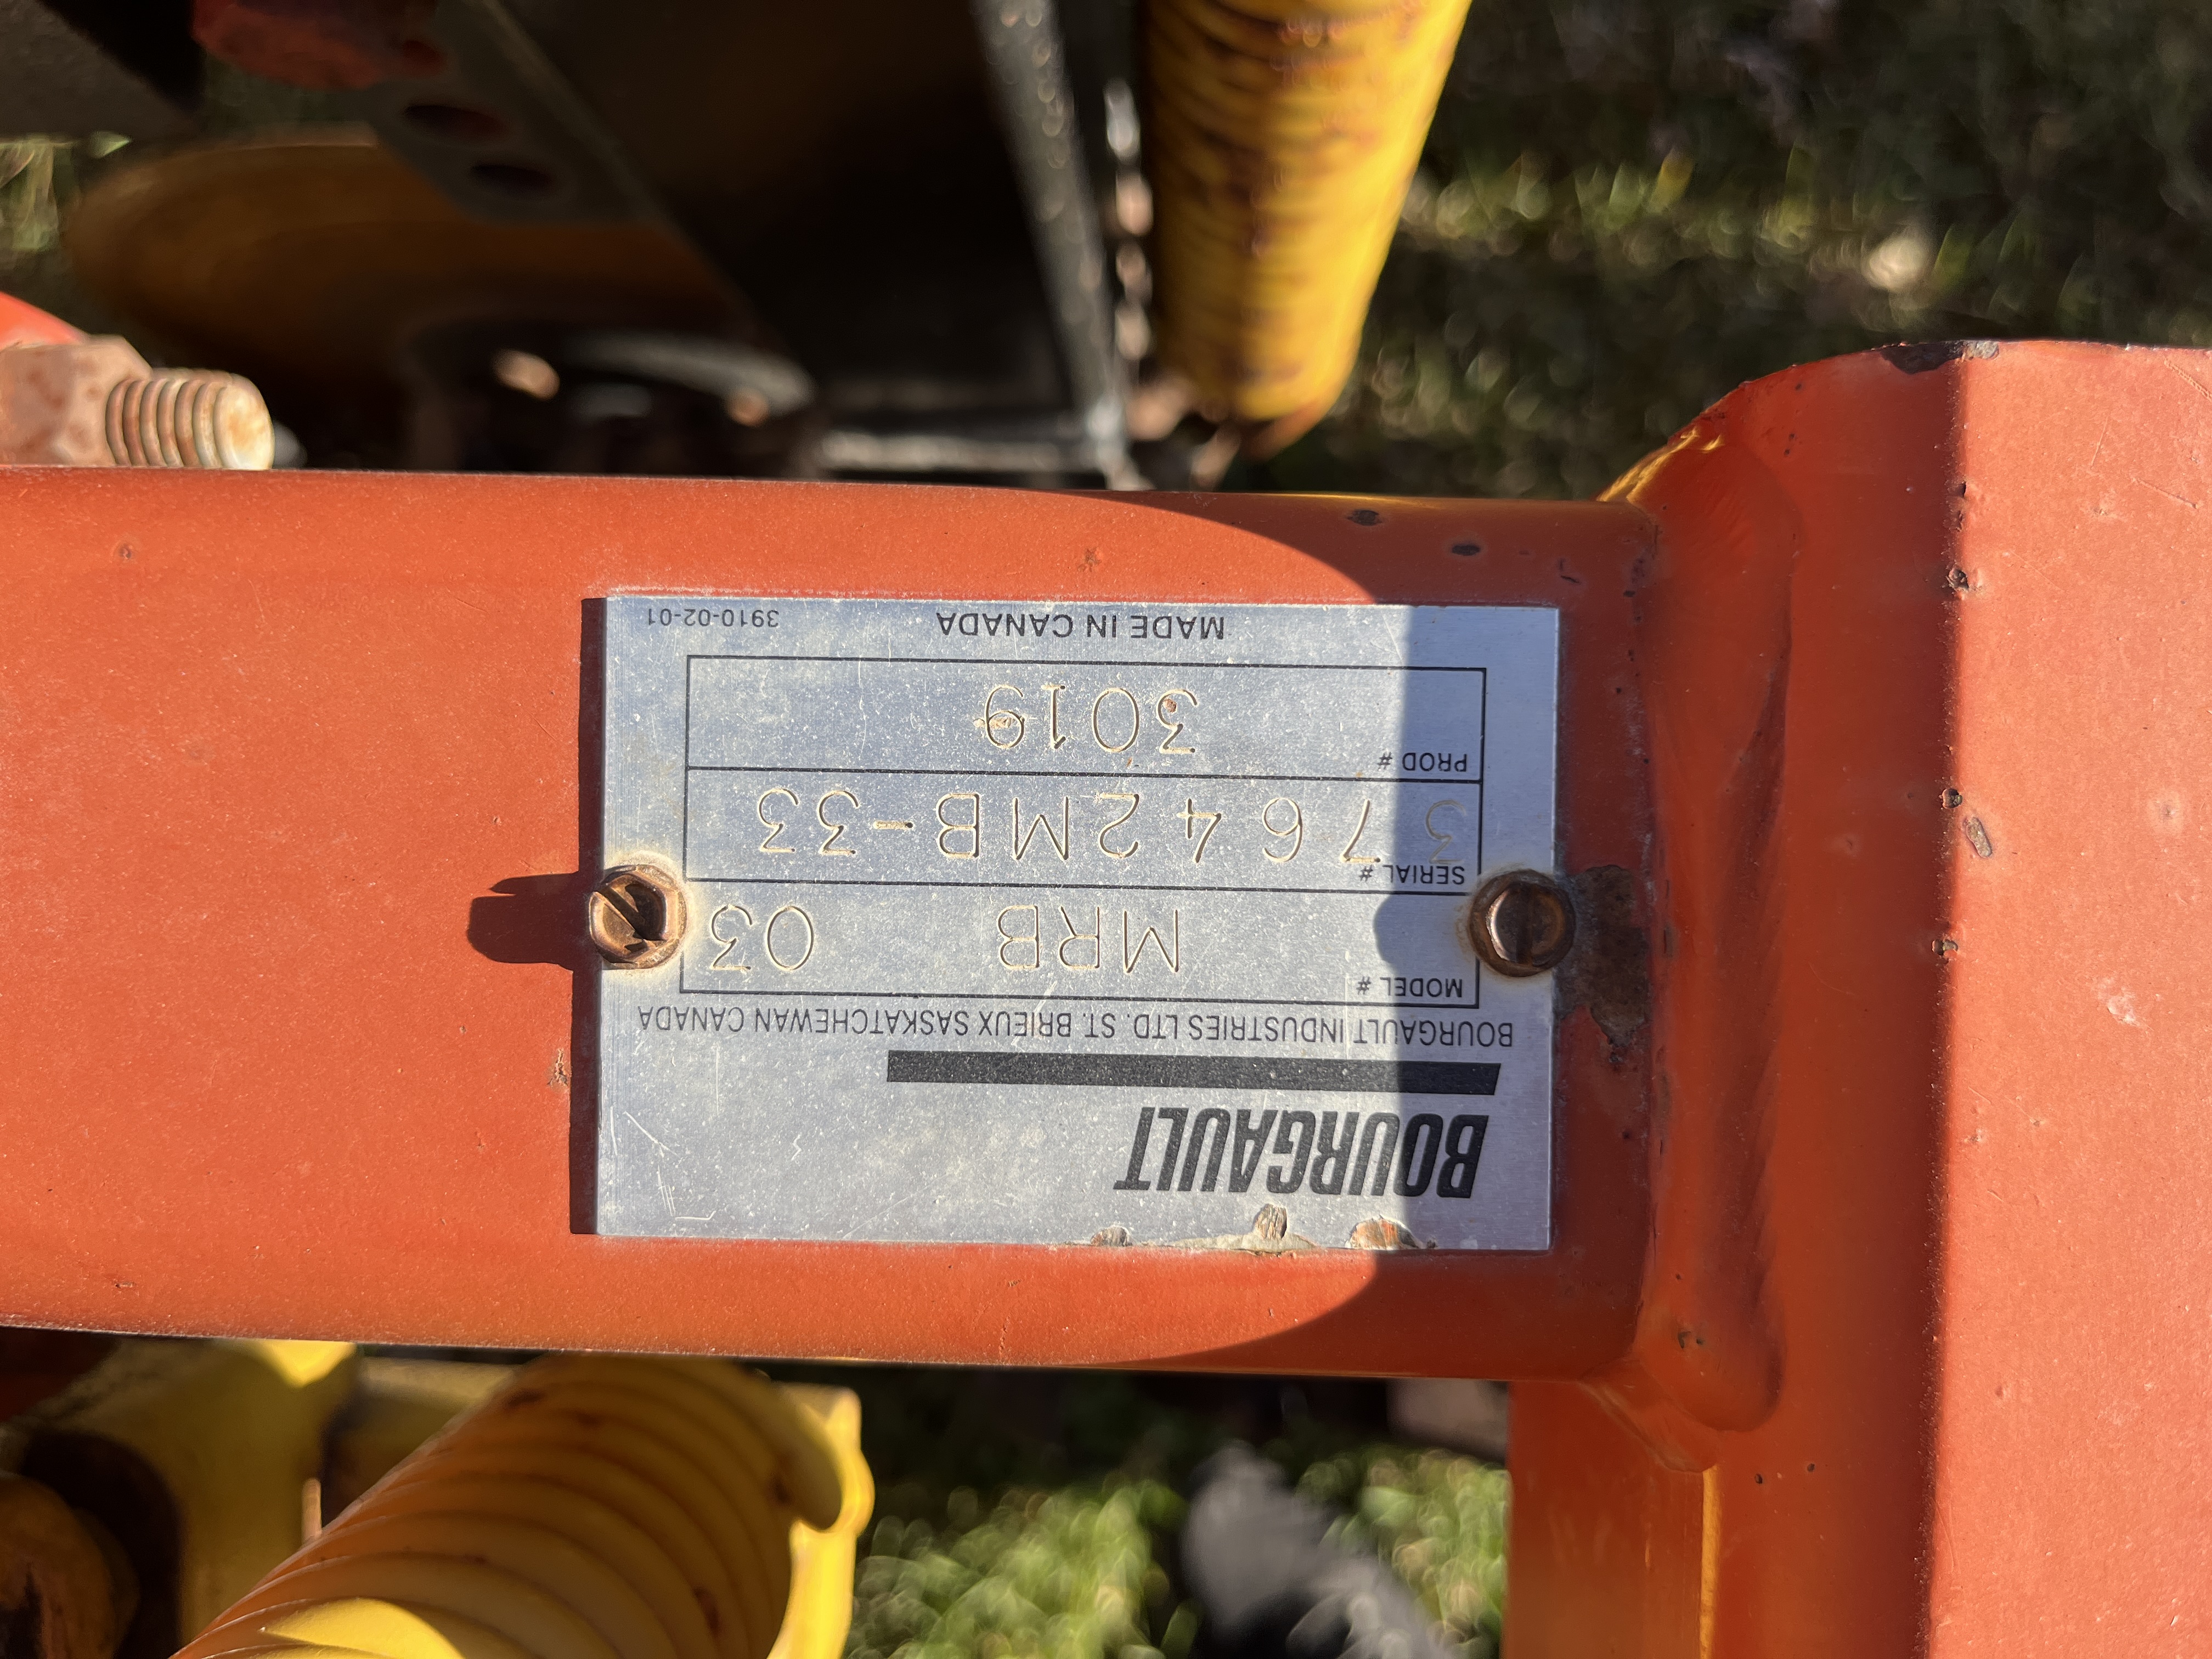 BOURGAULT
BOURGAULT INDUSTRIES LTD. ST. BRIEUX SASKATCHEWAN CANADA
MODEL #
MRB 03
SERIAL #
37642MB-33
PROD #
3019
MADE IN CANADA 3910-02-01